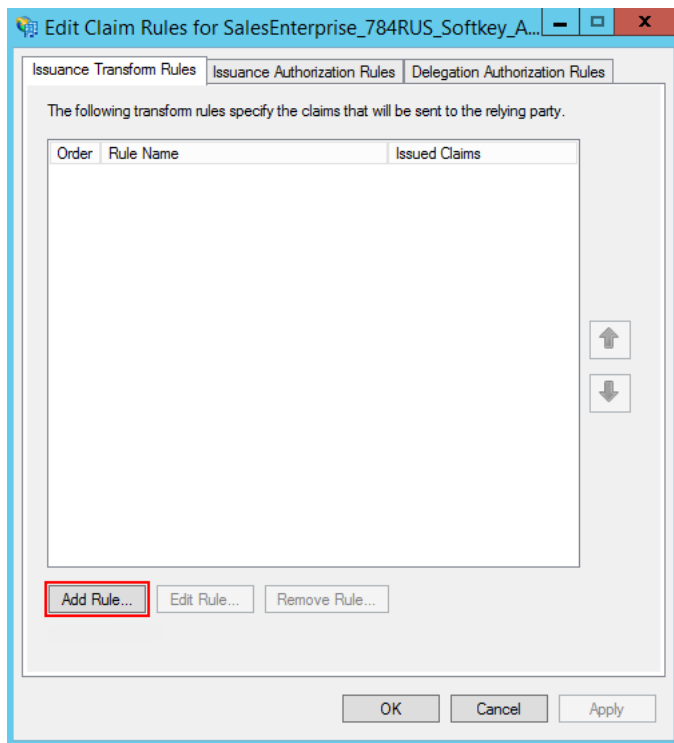 Edit Claim Rules for SalesEnterprise_784RUS_Softkey_A...
Issuance Transform Rules Issuance Authorization Rules Delegation Authorization Rules
The following transform rules specify the claims that will be sent to the relying party.
Order Rule Name Issued Claims
Add Rule... Edit Rule... Remove Rule...
OK Cancel Apply